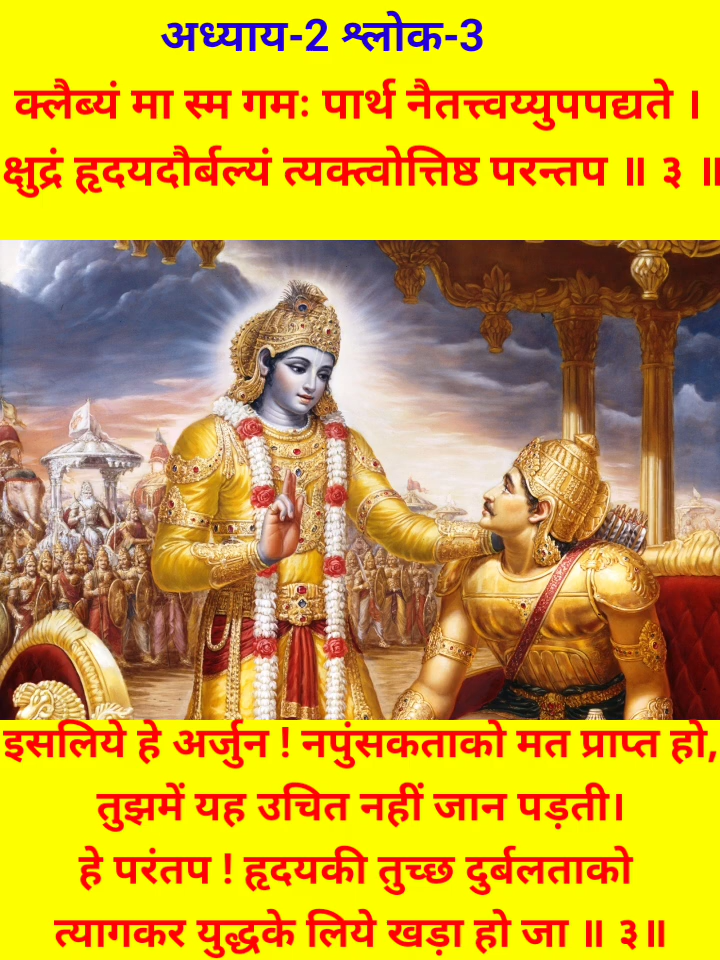 अध्याय-2 श्लोक-3
क्लैब्यं मा स्म गमः पार्थ नैतत्त्वय्युपपद्यते ।
क्षुद्रं हृदयदौर्बल्यं त्यक्त्वोत्तिष्ठ परन्तप ॥ ३ ॥
इसलिये हे अर्जुन ! नपुंसकताको मत प्राप्त हो,
तुझमें यह उचित नहीं जान पड़ती।
हे परंतप ! हृदयकी तुच्छ दुर्बलताको
त्यागकर युद्धके लिये खड़ा हो जा ॥ ३॥